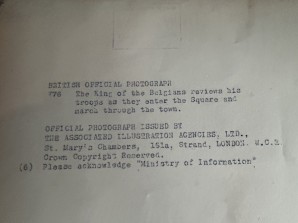 BRITISH OFFICIAL PHOTOGRAPH
The King of the Belgians reviews his
troops as they enter the Square and
march through the town.
OFFICIAL PHOTOGRAPH ISSUED BY
THE ASSOCIATED ILLUSTRATION AGENCIES, LTD.,
St. Mary's Chambers, 161a, Strand, LONDON. W.C.2.
Crown Copyright Reserved.
(6) Please acknowledge "Ministry of Information"